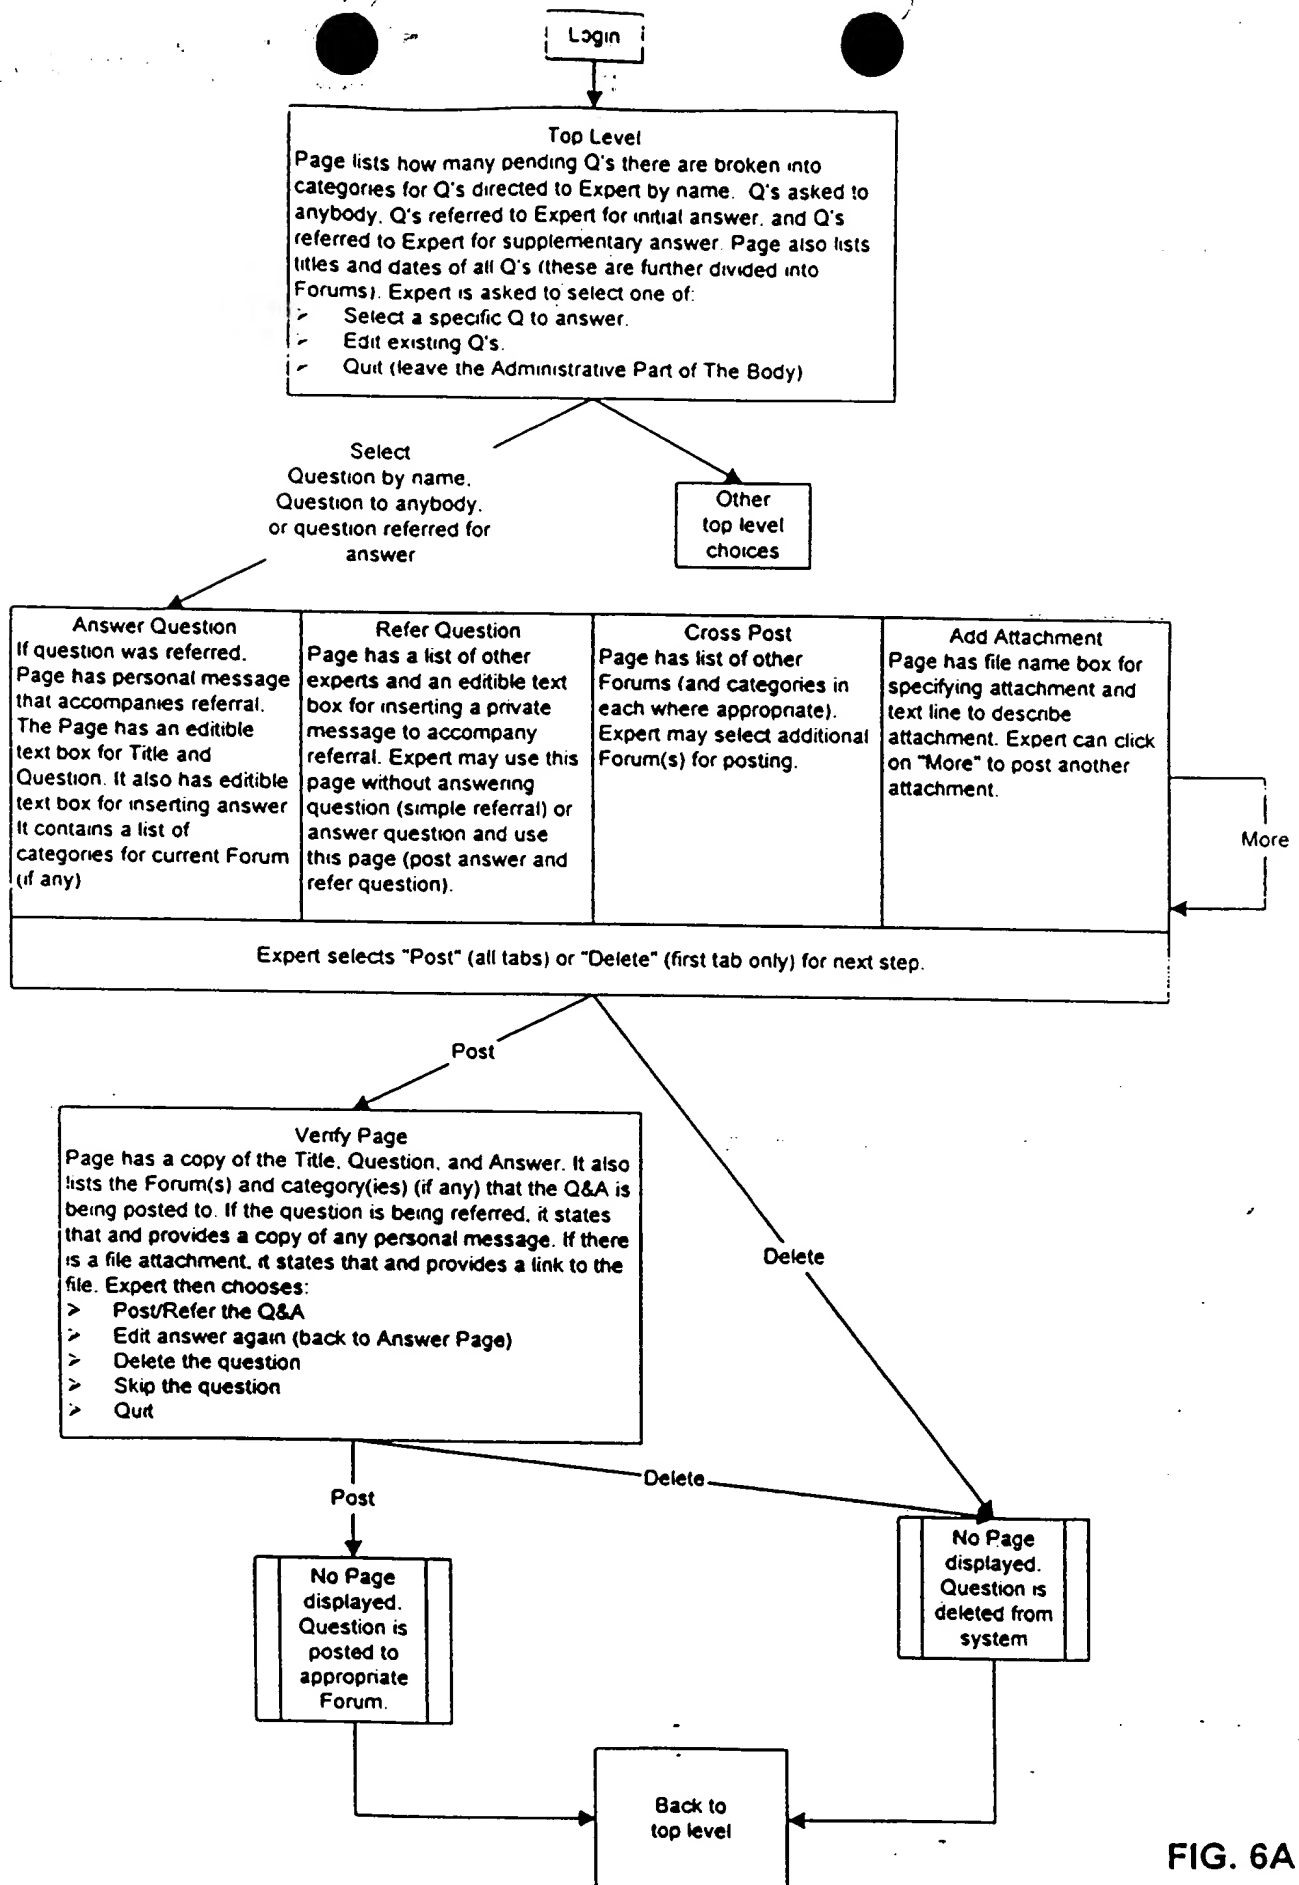 Login
Top Level
Page lists how many pending Q's there are broken into
categories for Q's directed to Expert by name. Q's asked to
anybody, Q's referred to Expert for initial answer, and Q's
referred to Expert for supplementary answer. Page also lists
titles and dates of all Q's (these are further divided into
Forums). Expert is asked to select one of:
➢ Select a specific Q to answer.
➢ Edit existing Q's.
➢ Quit (leave the Administrative Part of The Body)
Select
Question by name,
Question to anybody,
or question referred for
answer
Other
top level
choices
Answer Question
If question was referred.
Page has personal message
that accompanies referral.
The Page has an editible
text box for Title and
Question. It also has editible
text box for inserting answer
It contains a list of
categories for current Forum
(if any)
Refer Question
Page has a list of other
experts and an editible text
box for inserting a private
message to accompany
referral. Expert may use this
page without answering
question (simple referral) or
answer question and use
this page (post answer and
refer question).
Cross Post
Page has list of other
Forums (and categories in
each where appropriate).
Expert may select additional
Forum(s) for posting.
Add Attachment
Page has file name box for
specifying attachment and
text line to describe
attachment. Expert can click
on "More" to post another
attachment.
More
Expert selects "Post" (all tabs) or "Delete" (first tab only) for next step.
Post
Delete
Verify Page
Page has a copy of the Title, Question, and Answer. It also
lists the Forum(s) and category(ies) (if any) that the Q&A is
being posted to. If the question is being referred, it states
that and provides a copy of any personal message. If there
is a file attachment, it states that and provides a link to the
file. Expert then chooses:
➢ Post/Refer the Q&A
➢ Edit answer again (back to Answer Page)
➢ Delete the question
➢ Skip the question
➢ Quit
Delete
Post
No Page
displayed.
Question is
posted to
appropriate
Forum.
No Page
displayed.
Question is
deleted from
system
Back to
top level
FIG. 6A